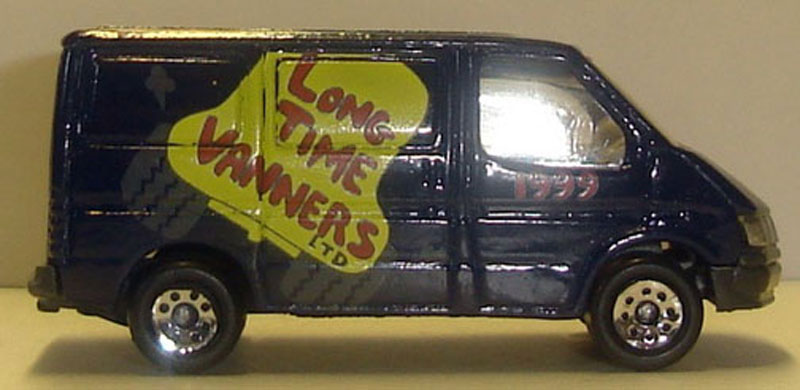 LONG
TIME
VANNERS
LTD
1999